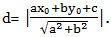 d= |ax₀+by₀+c / √a²+b²|.